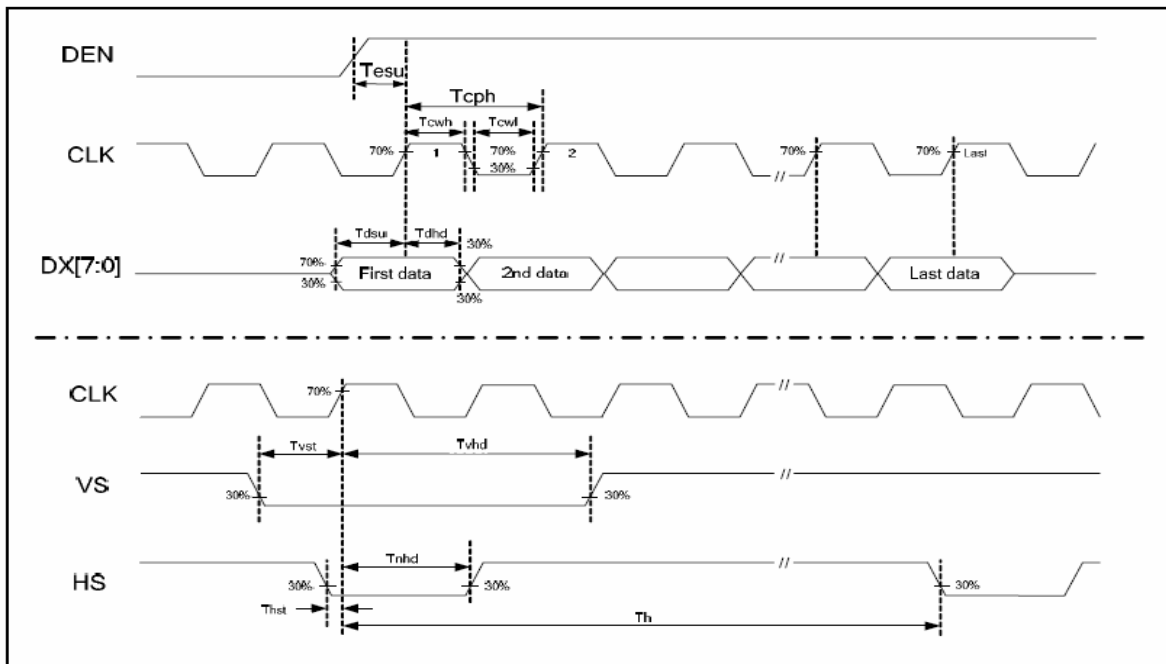 DEN
Tesu
Tcph
Tcwh
Tcwl
CLK
70%
1
70%
30%
2
//
70%
70%
Last
Tdsu
Tdhd
30%
DX[7:0]
70%
30%
First data
30%
2nd data
//
Last data
CLK
70%
//
Tvst
Tvhd
VS
30%
30%
//
Tnhd
HS
30%
30%
//
30%
Thst
Th